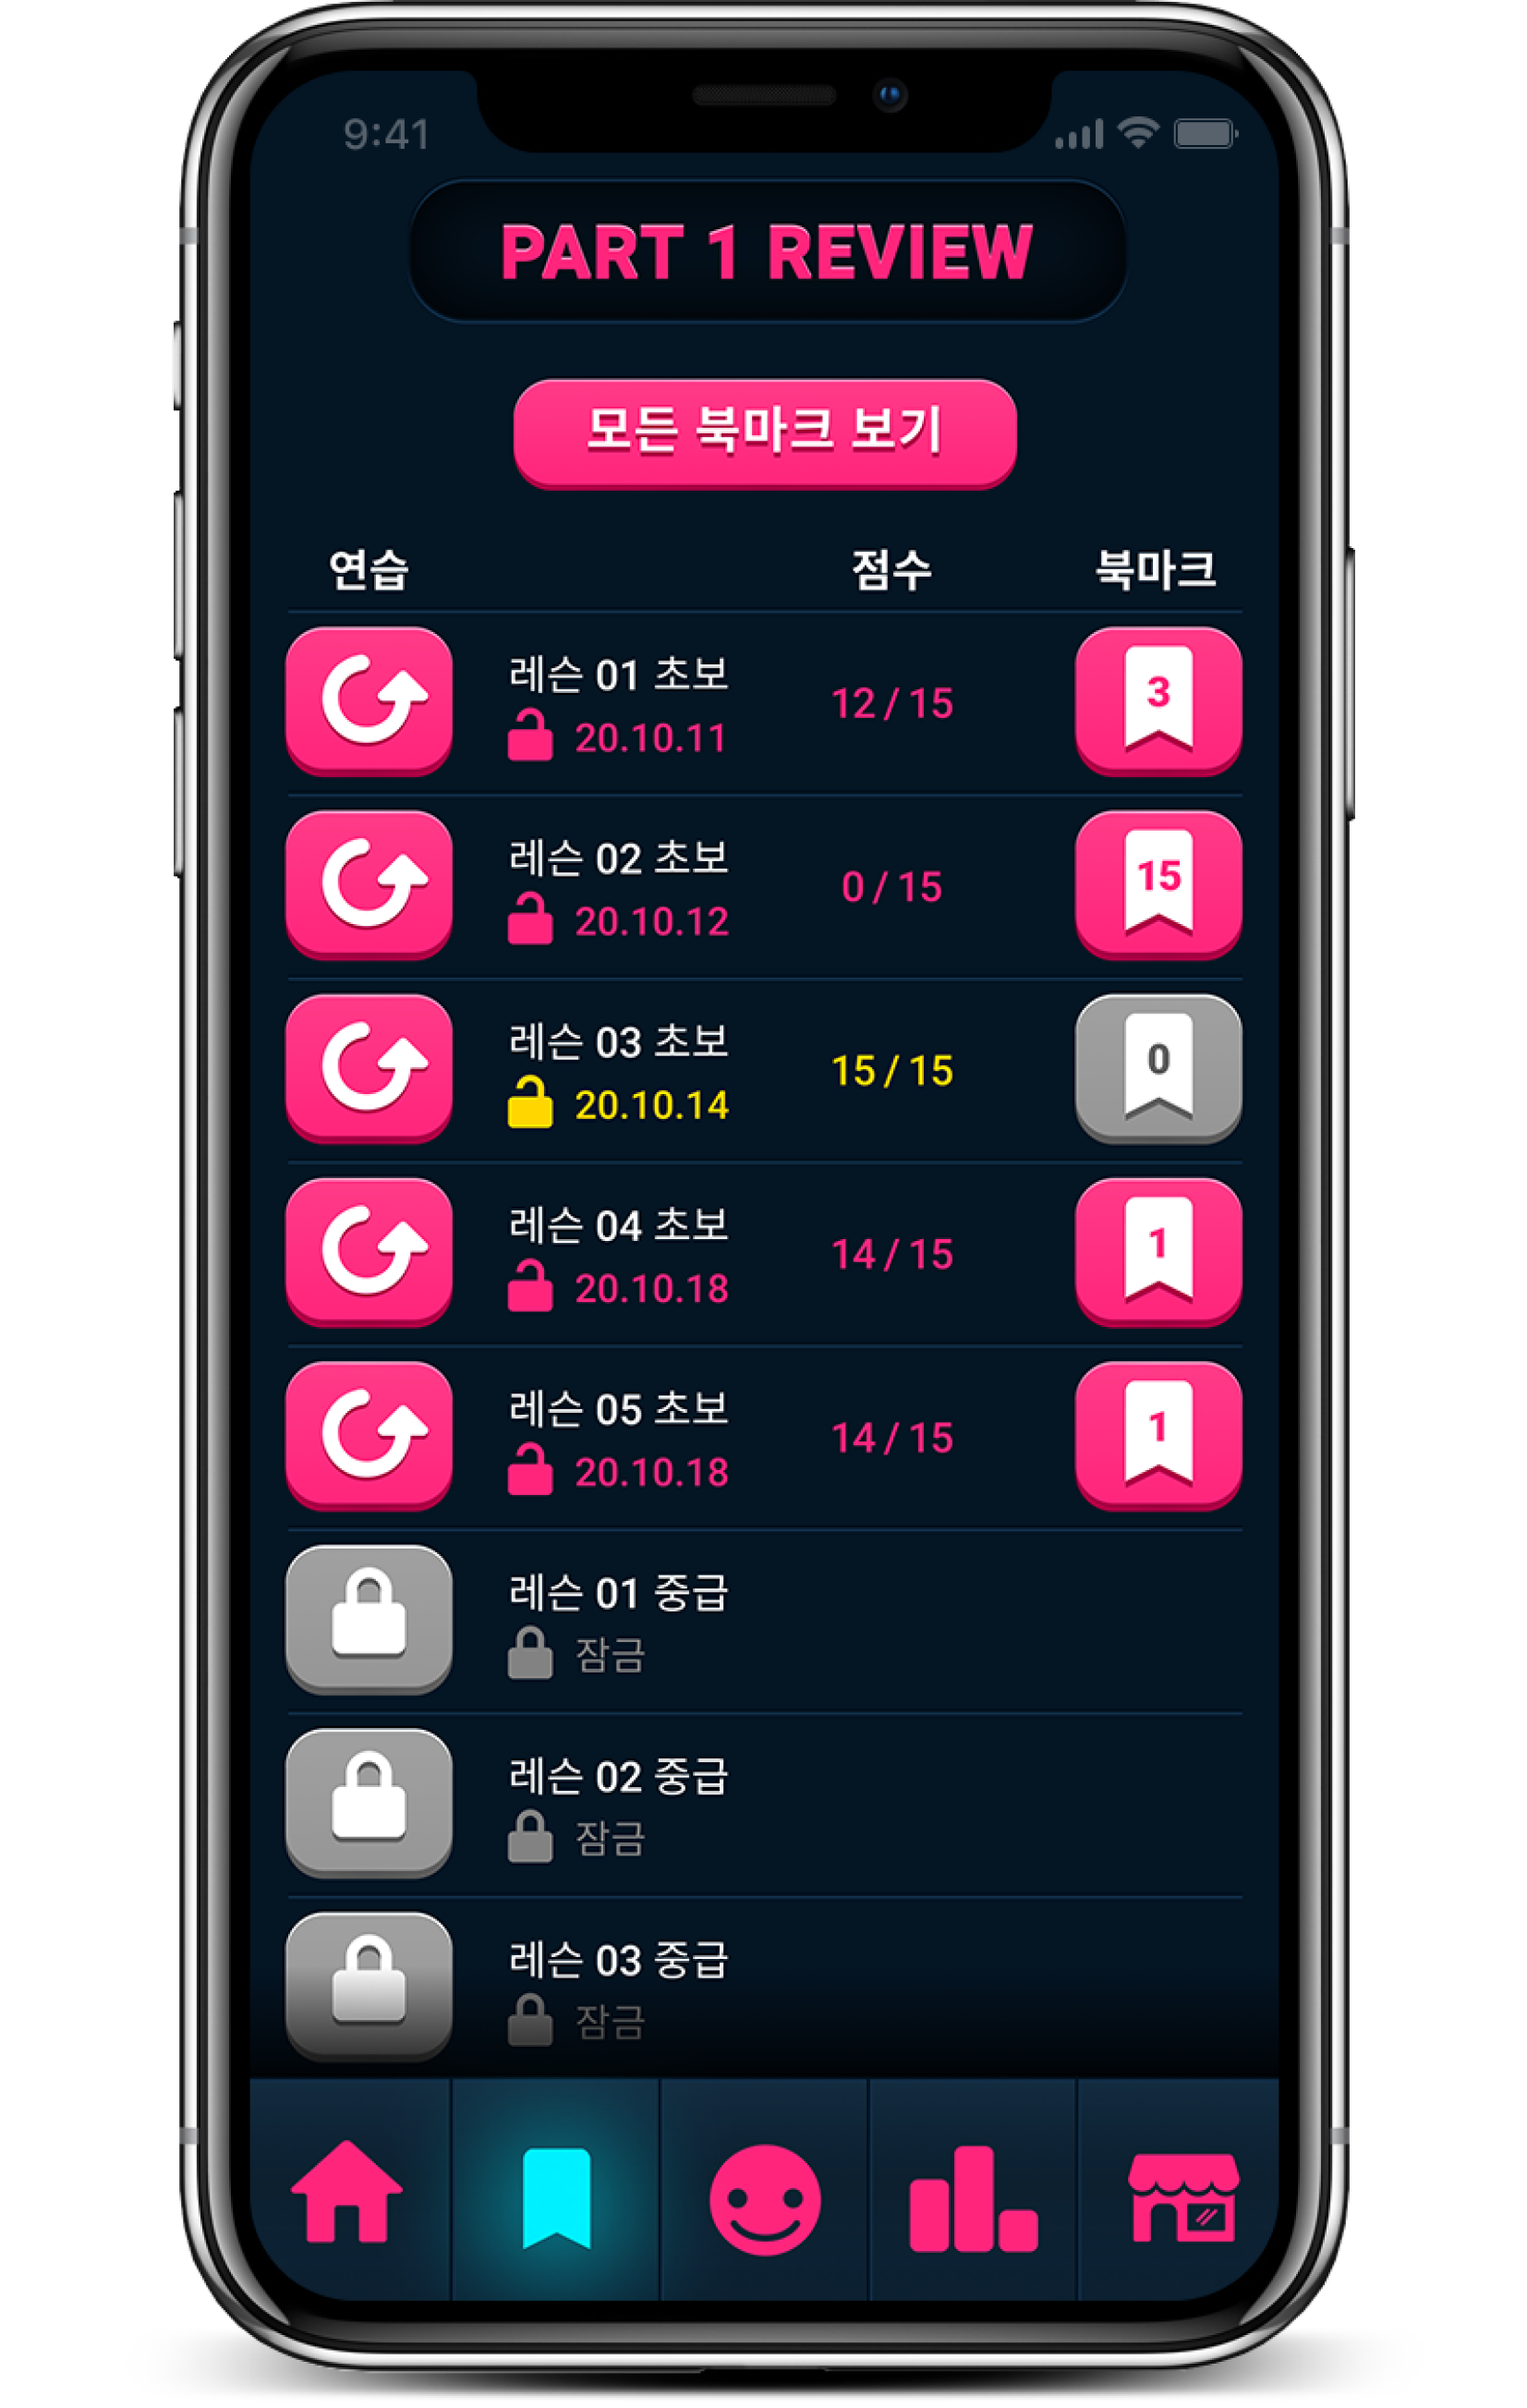 9:41
PART 1 REVIEW
모든 북마크 보기
연습 점수 북마크
레슨 01 초보
20.10.11
12 / 15
3
레슨 02 초보
20.10.12
0 / 15
15
레슨 03 초보
20.10.14
15 / 15
0
레슨 04 초보
20.10.18
14 / 15
1
레슨 05 초보
20.10.18
14 / 15
1
레슨 01 중급
잠금
레슨 02 중급
잠금
레슨 03 중급
잠금